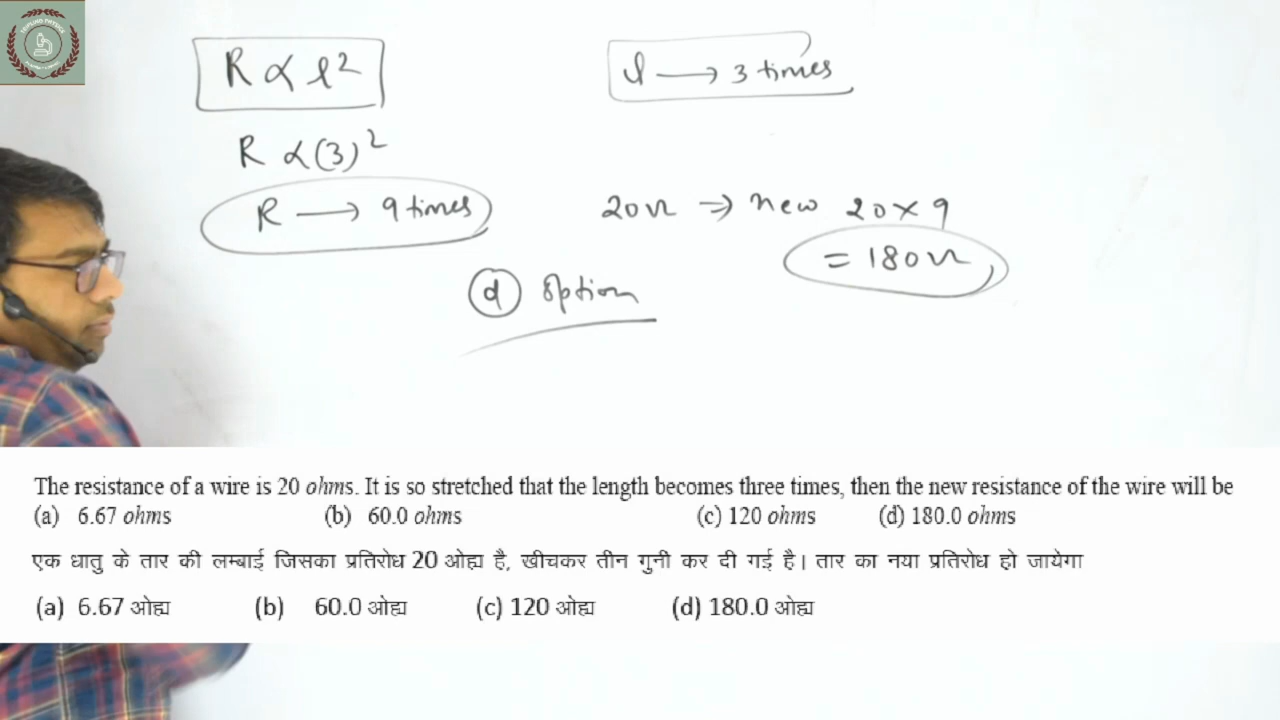 R ∝ l²
l → 3 times
R ∝ (3)²
R → 9 times
20Ω ⇒ new 20 × 9
= 180Ω
(d) option
The resistance of a wire is 20 ohms. It is so stretched that the length becomes three times, then the new resistance of the wire will be
(a) 6.67 ohms (b) 60.0 ohms (c) 120 ohms (d) 180.0 ohms
एक धातु के तार की लम्बाई जिसका प्रतिरोध 20 ओह्म है, खीचकर तीन गुनी कर दी गई है। तार का नया प्रतिरोध हो जायेगा
(a) 6.67 ओह्म (b) 60.0 ओह्म (c) 120 ओह्म (d) 180.0 ओह्म